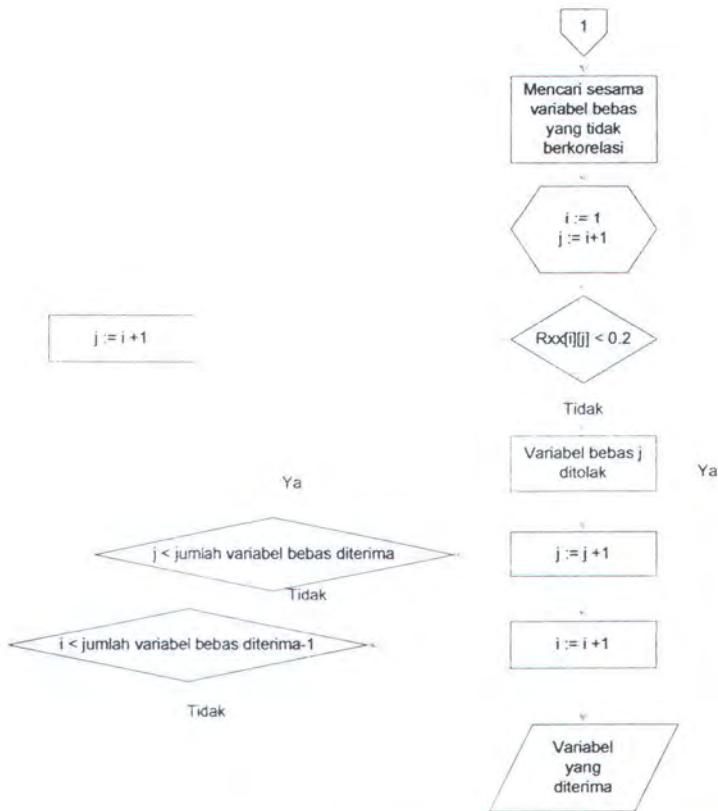 1
Mencari sesama
variabel bebas
yang tidak
berkorelasi
i := 1
j := i+1
j := i +1
Rxx[i][j] < 0.2
Tidak
Variabel bebas j
ditolak
Ya
Ya
j < jumlah variabel bebas diterima
j := j +1
Tidak
i < jumlah variabel bebas diterima-1
i := i +1
Tidak
Variabel
yang
diterima